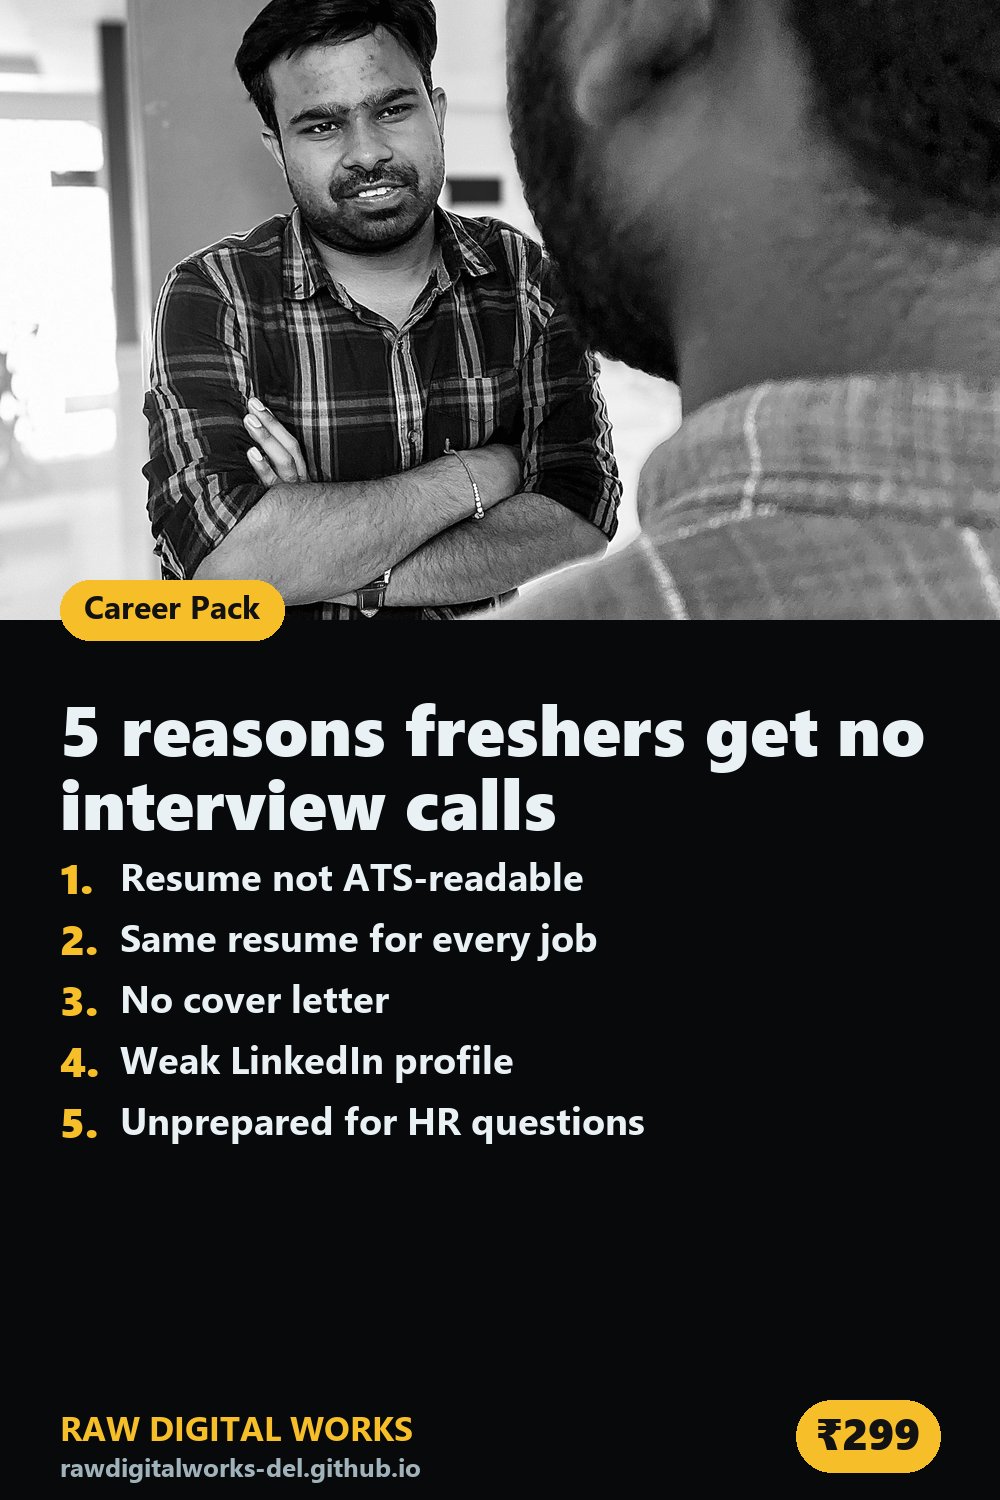 Career Pack
5 reasons freshers get no
interview calls
1. Resume not ATS-readable
2. Same resume for every job
3. No cover letter
4. Weak LinkedIn profile
5. Unprepared for HR questions
RAW DIGITAL WORKS
rawdigitalworks-del.github.io
₹299